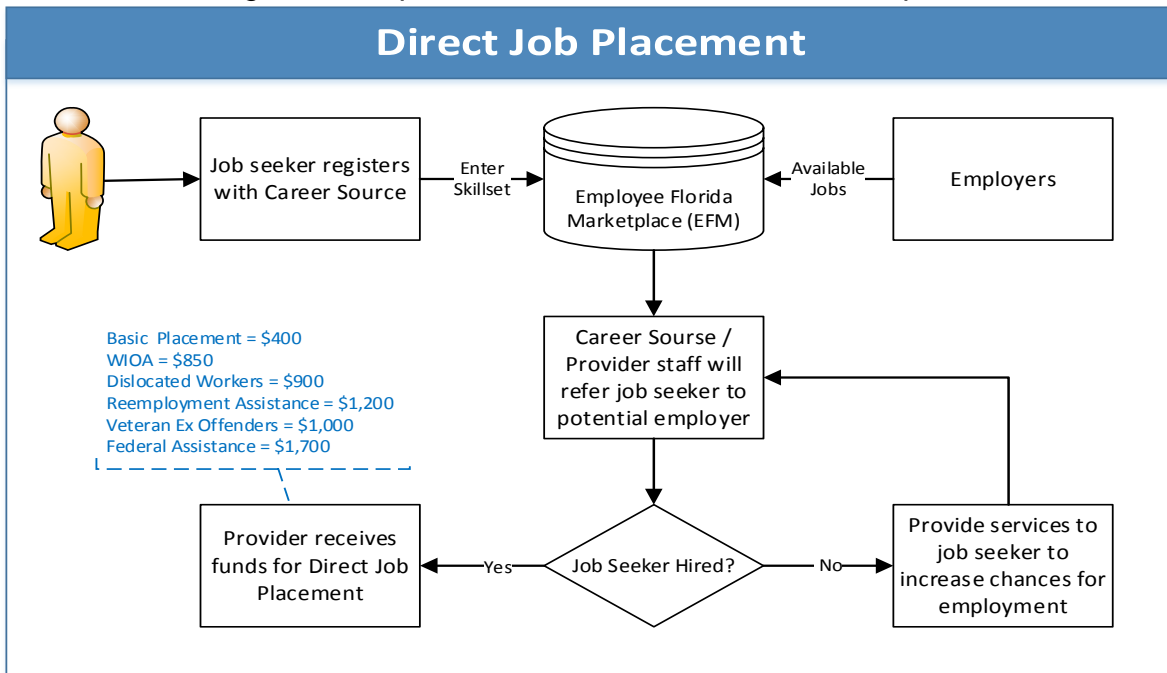 Direct Job Placement
Job seeker registers
with Career Source
Enter
Skillset
Employee Florida
Marketplace (EFM)
Available
Jobs
Employers
Basic Placement = $400
WIOA = $850
Dislocated Workers = $900
Reemployment Assistance = $1,200
Veteran Ex Offenders = $1,000
Federal Assistance = $1,700
Career Sourse /
Provider staff will
refer job seeker to
potential employer
Provider receives
funds for Direct Job
Placement
Yes
Job Seeker Hired?
No
Provide services to
job seeker to
increase chances for
employment